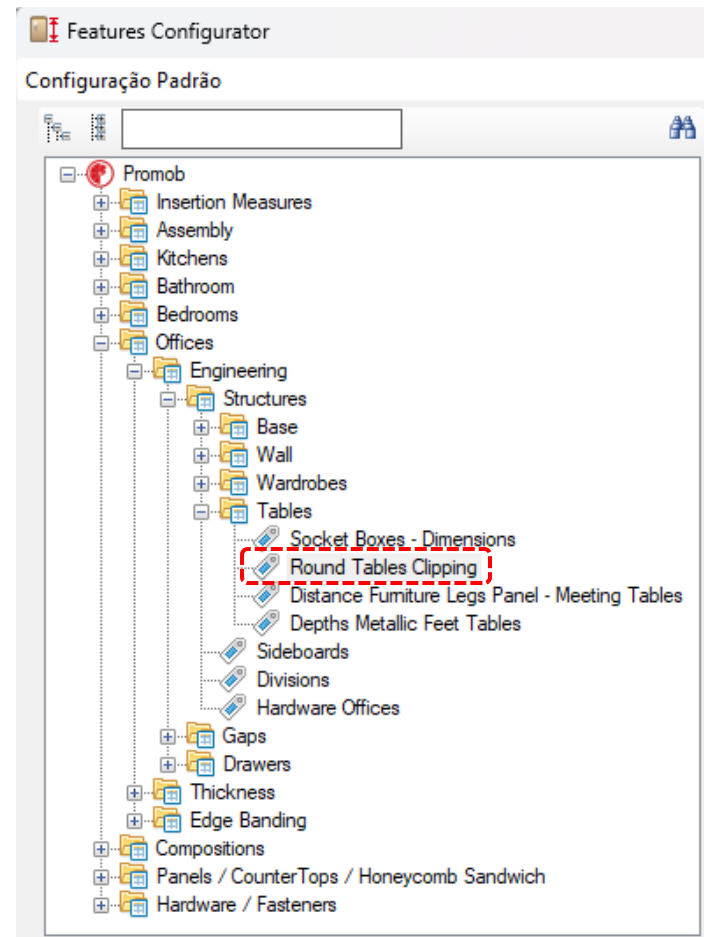 Features Configurator
Configuração Padrão
Promob
Insertion Measures
Assembly
Kitchens
Bathroom
Bedrooms
Offices
Engineering
Structures
Base
Wall
Wardrobes
Tables
Socket Boxes - Dimensions
Round Tables Clipping
Distance Furniture Legs Panel - Meeting Tables
Depths Metallic Feet Tables
Sideboards
Divisions
Hardware Offices
Gaps
Drawers
Thickness
Edge Banding
Compositions
Panels / CounterTops / Honeycomb Sandwich
Hardware / Fasteners